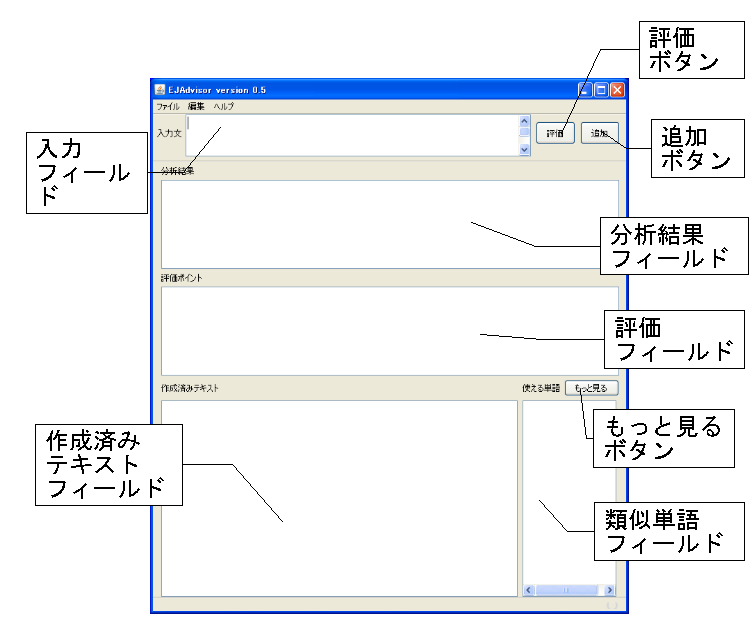 評価
ボタン
EJAdvisor version 0.5
ファイル 編集 ヘルプ
入力文
評価
追加
追加
ボタン
入力
フィール
ド
分析結果
分析結果
フィールド
評価ポイント
評価
フィールド
作成済みテキスト
使える単語
もっと見る
もっと見る
ボタン
作成済み
テキスト
フィールド
類似単語
フィールド